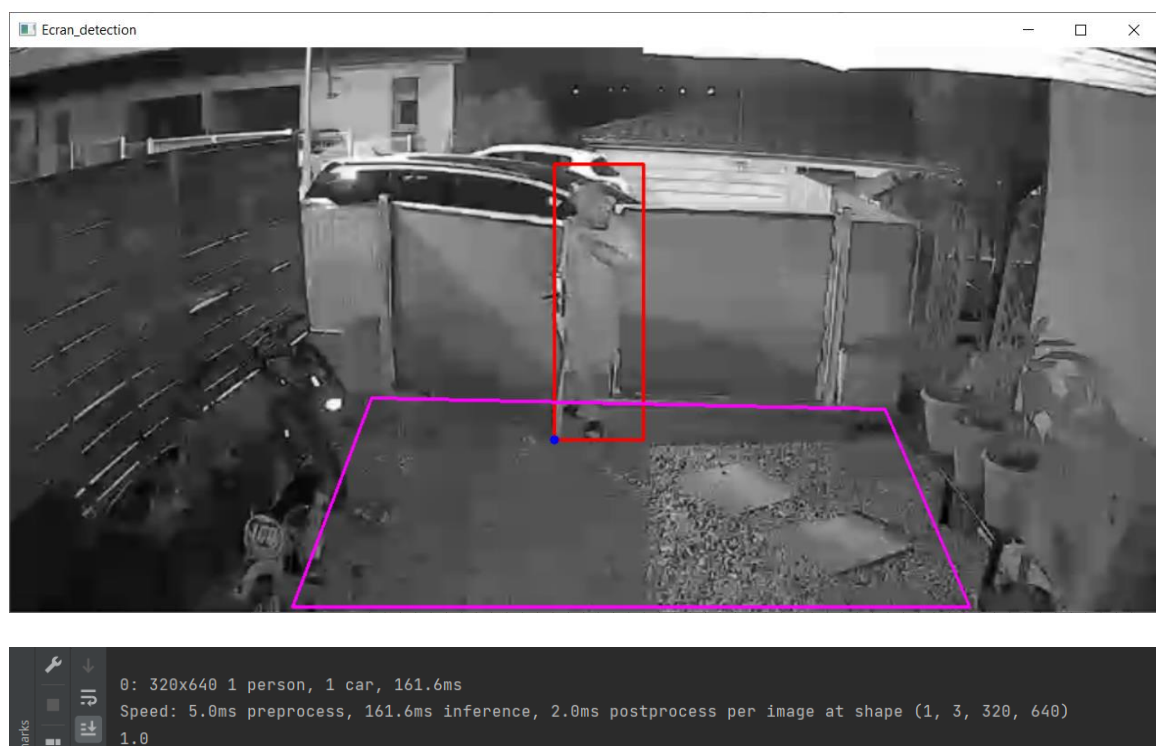 Ecran_detection
0: 320x640 1 person, 1 car, 161.6ms
Speed: 5.0ms preprocess, 161.6ms inference, 2.0ms postprocess per image at shape (1, 3, 320, 640)
1.0
arks